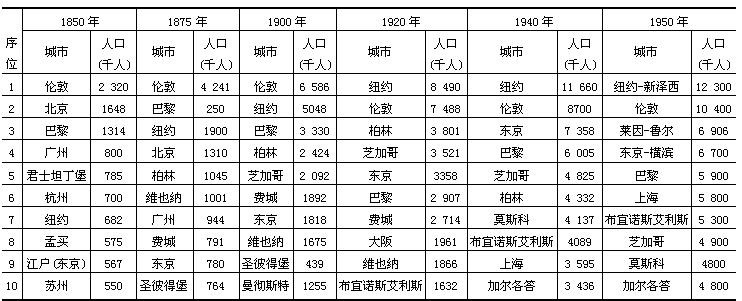 序位 1850 年 1875 年 1900 年 1920 年 1940 年 1950 年
城市 人口(千人) 城市 人口(千人) 城市 人口(千人) 城市 人口(千人) 城市 人口(千人) 城市 人口(千人)
1 伦敦 2 320 伦敦 4 241 伦敦 6 586 纽约 8 490 纽约 11 660 纽约-新泽西 12 300
2 北京 1648 巴黎 250 纽约 5048 伦敦 7 488 伦敦 8700 伦敦 10 400
3 巴黎 1314 纽约 1900 巴黎 3 330 柏林 3 801 东京 7 358 莱因-鲁尔 6 906
4 广州 800 北京 1310 柏林 2 424 芝加哥 3 521 巴黎 6 005 东京-横滨 6 700
5 君士坦丁堡 785 柏林 1045 芝加哥 2 092 东京 3358 芝加哥 4 825 巴黎 5 900
6 杭州 700 维也纳 1001 费城 1892 巴黎 2 907 柏林 4 332 上海 5 800
7 纽约 682 广州 944 东京 1818 费城 2 714 莫斯科 4 137 布宜诺斯艾利斯 5 300
8 孟买 575 费城 791 维也纳 1675 大阪 1961 布宜诺斯艾利斯 4089 芝加哥 4 900
9 江户(东京) 567 东京 780 圣彼得堡 439 维也纳 1866 上海 3 595 莫斯科 4800
10 苏州 550 圣彼得堡 764 曼彻斯特 1255 布宜诺斯艾利斯 1632 加尔各答 3 436 加尔各答 4 800